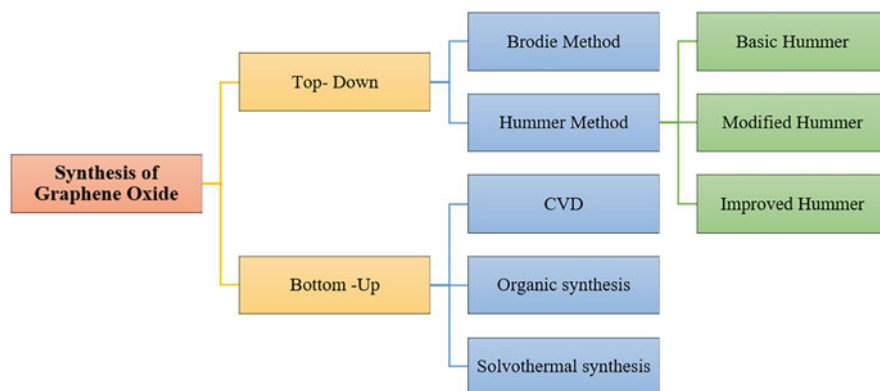 Synthesis of
Graphene Oxide
Top- Down
Bottom -Up
Brodie Method
Hummer Method
CVD
Organic synthesis
Solvothermal synthesis
Basic Hummer
Modified Hummer
Improved Hummer